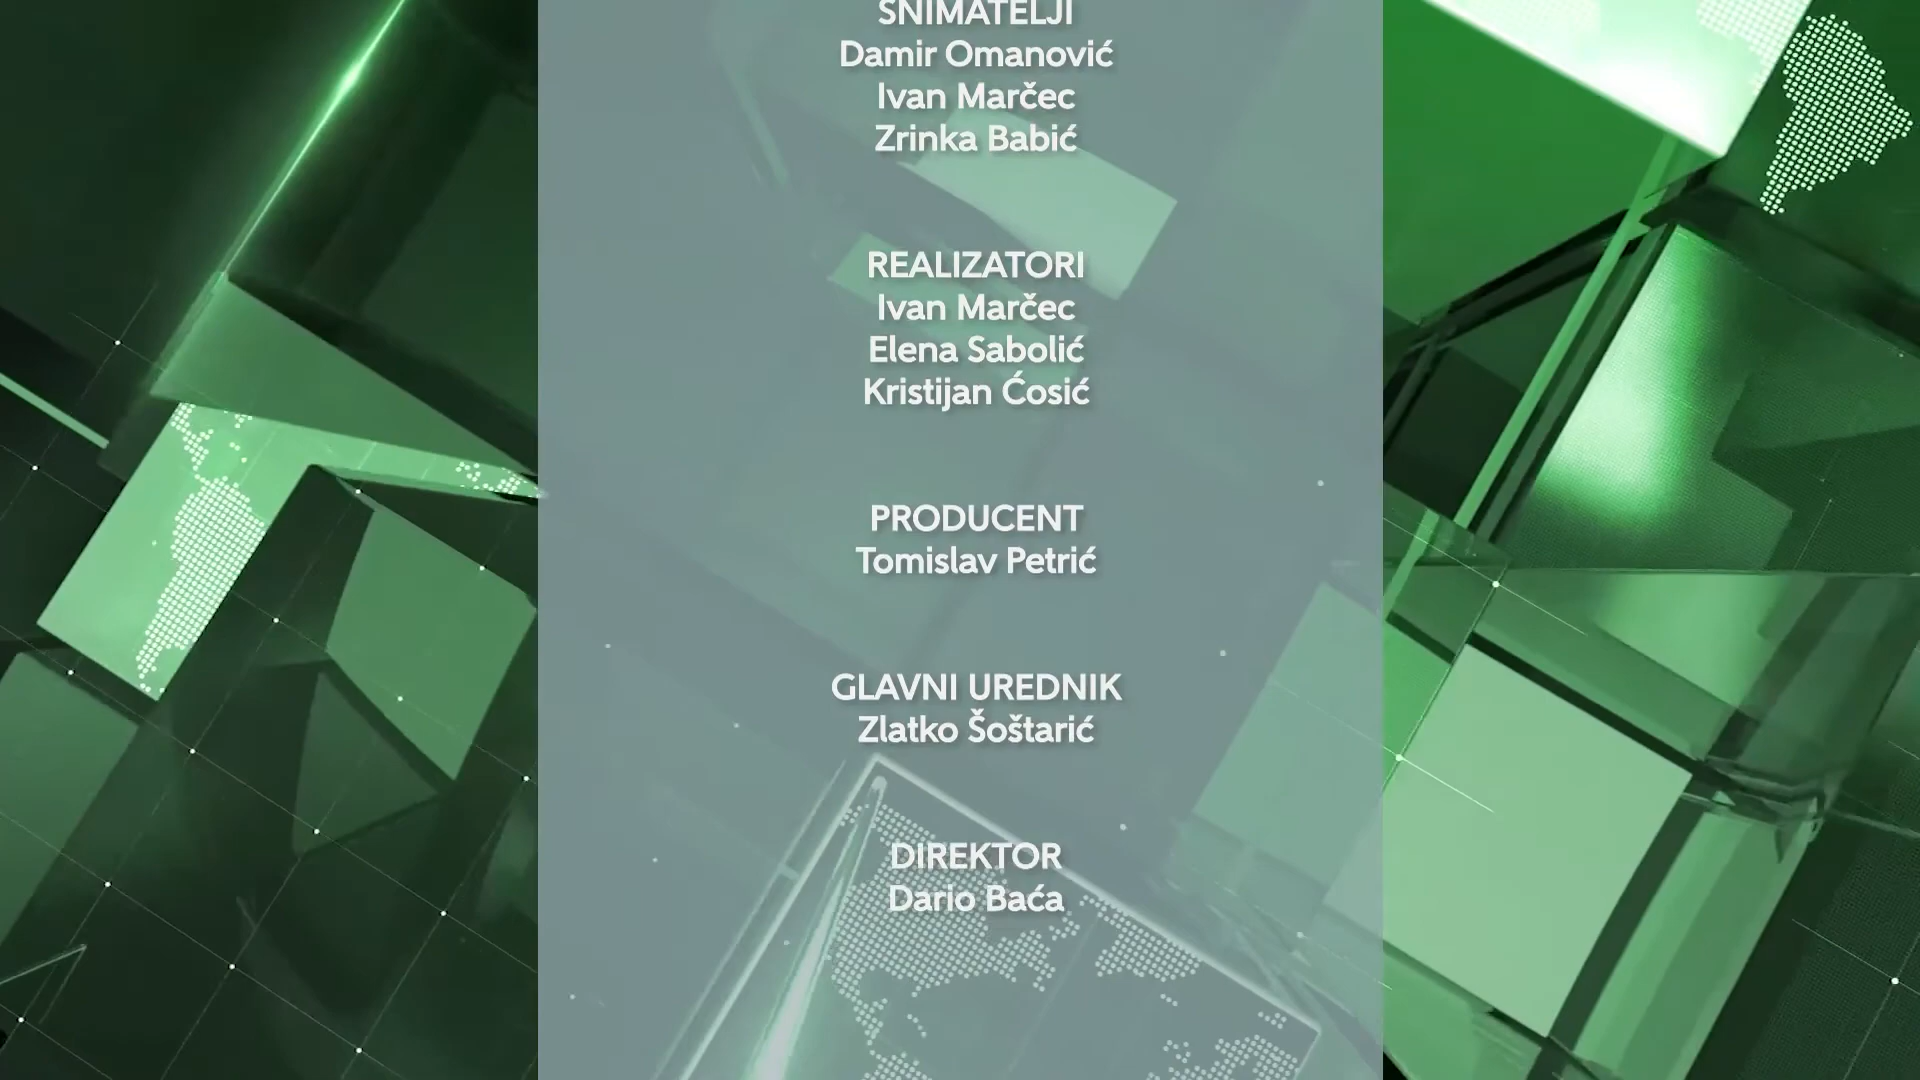 SNIMATELJI
Damir Omanović
Ivan Marčec
Zrinka Babić
REALIZATORI
Ivan Marčec
Elena Sabolić
Kristijan Ćosić
PRODUCENT
Tomislav Petrić
GLAVNI UREDNIK
Zlatko Šoštarić
DIREKTOR
Dario Baća